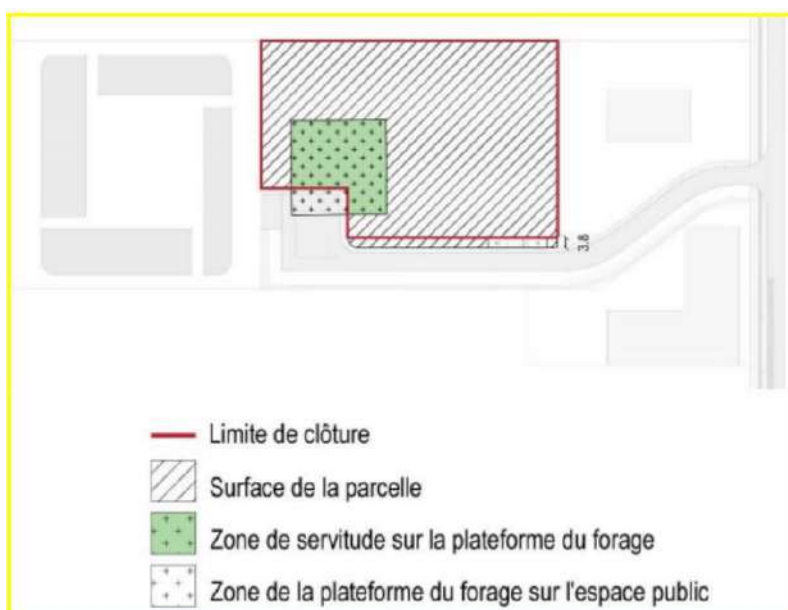 3.8
Limite de clôture
Surface de la parcelle
Zone de servitude sur la plateforme du forage
Zone de la plateforme du forage sur l'espace public